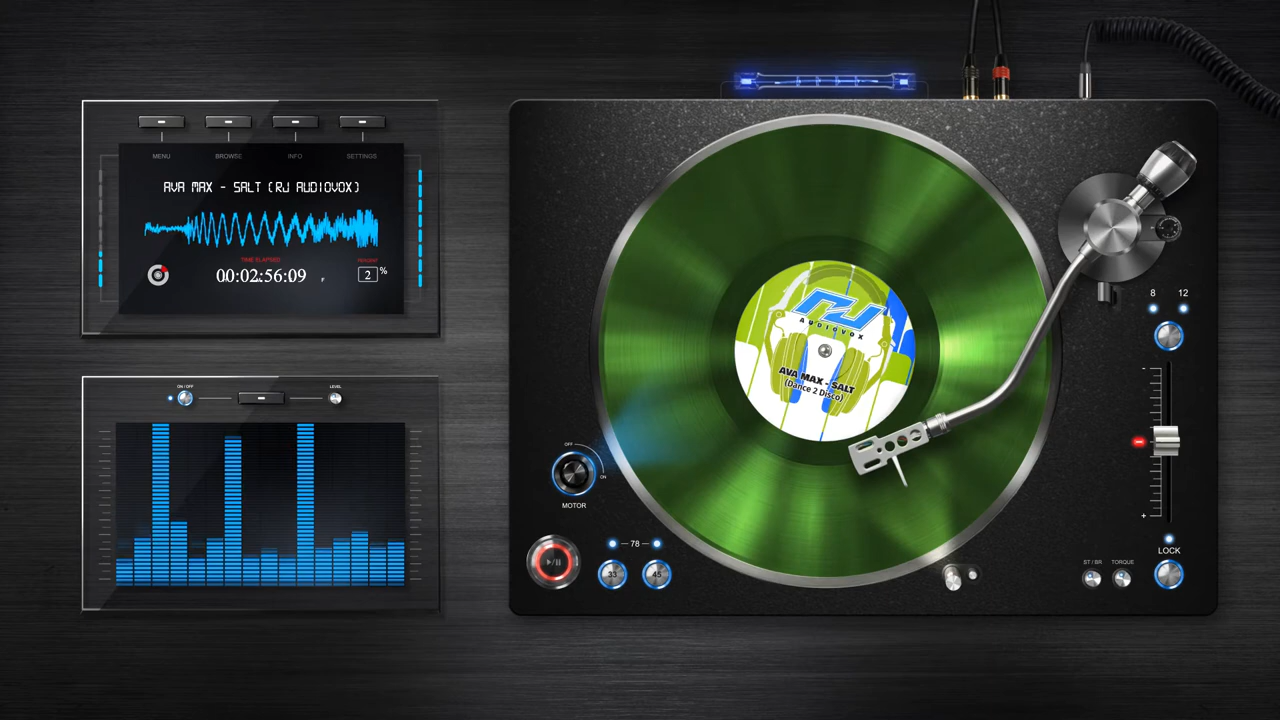 MENU BROWSE INFO SETTINGS
AVA MAX - SALT (RJ AUDIOVOX)
TIME ELAPSED
00:02:56:09 F
2 %
ON / OFF
LEVEL
RJ
AUDIOVOX
AVA MAX - SALT
(Dance 2 Disco)
OFF
ON
MOTOR
78
33 45
8 12
-
+
LOCK
ST / BR TORQUE